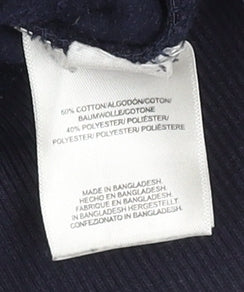 60% COTTON/ALGODÓN/COTON/
BAUMWOLLE/COTONE
40% POLYESTER/ POLIÉSTER/
POLYESTER/ POLYESTER/ POLIESTERE
MADE IN BANGLADESH.
HECHO EN BANGLADESH.
FABRIQUE EN BANGLADESH.
IN BANGLADESH HERGESTELLT.
CONFEZIONATO IN BANGLADESH.